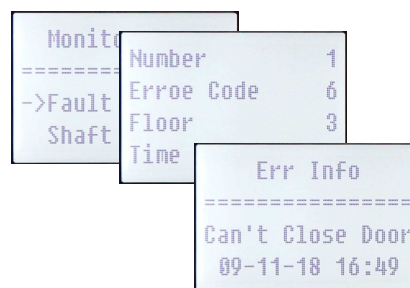 ======
->Fault
Shaft
Number 1
Erroe Code 6
Floor 3
Time
Err Info
================
Can't Close Door
09-11-18 16:49